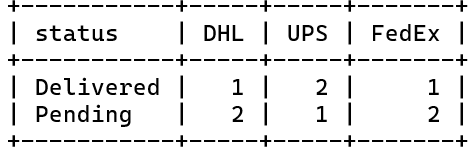 +-----------+-----+-----+-------+
| status    | DHL | UPS | FedEx |
+-----------+-----+-----+-------+
| Delivered |   1 |   2 |     1 |
| Pending   |   2 |   1 |     2 |
+-----------+-----+-----+-------+